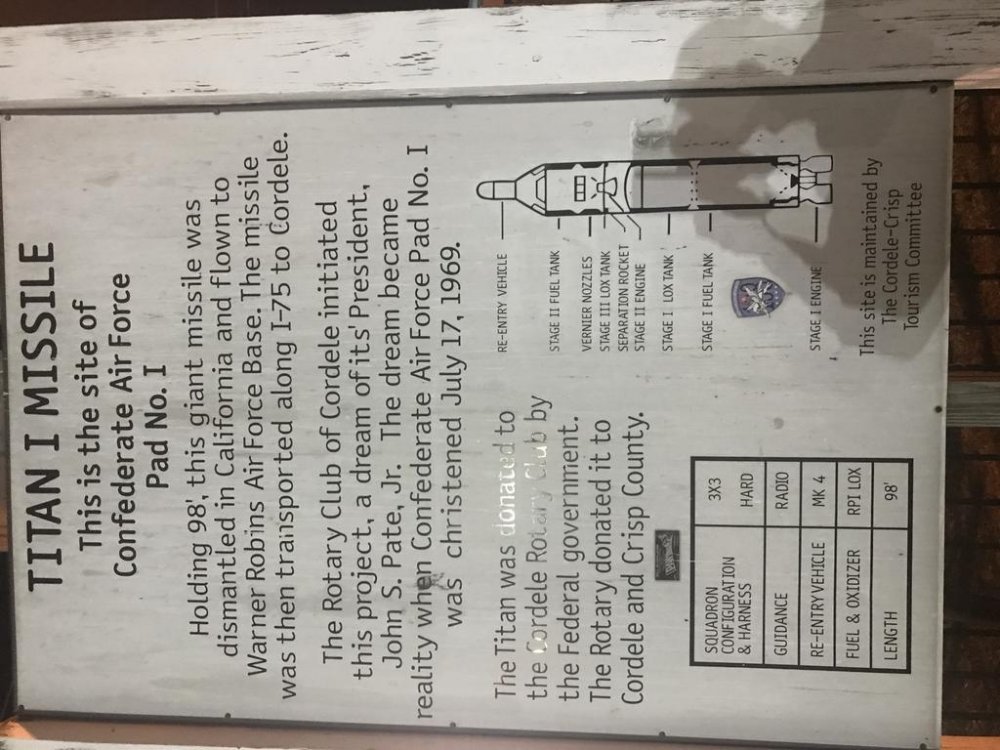 TITAN I MISSILE
This is the site of
Confederate Air Force
Pad No. I
Holding 98', this giant missile was
dismantled in California and flown to
Warner Robins Air Force Base. The missile
was then transported along I-75 to Cordele.
The Rotary Club of Cordele initiated
this project, a dream of its' President,
John S. Pate, Jr. The dream became
reality when Confederate Air Force Pad No. I
was christened July 17, 1969.
The Titan was donated to
the Cordele Rotary Club by
the Federal government.
The Rotary donated it to
Cordele and Crisp County.
SQUADRON CONFIGURATION & HARNESS 3X3 HARD
GUIDANCE RADIO
RE-ENTRYVEHICLE MK 4
FUEL & OXIDIZER RPI LOX
LENGTH 98'
RE-ENTRY VEHICLE
STAGE II FUEL TANK
VERNIER NOZZLES
STAGE III LOX TANK
SEPARATION ROCKET
STAGE II ENGINE
STAGE I LOX TANK
STAGE I FUEL TANK
STAGE I ENGINE
This site is maintained by
The Cordele-Crisp
Tourism Committee